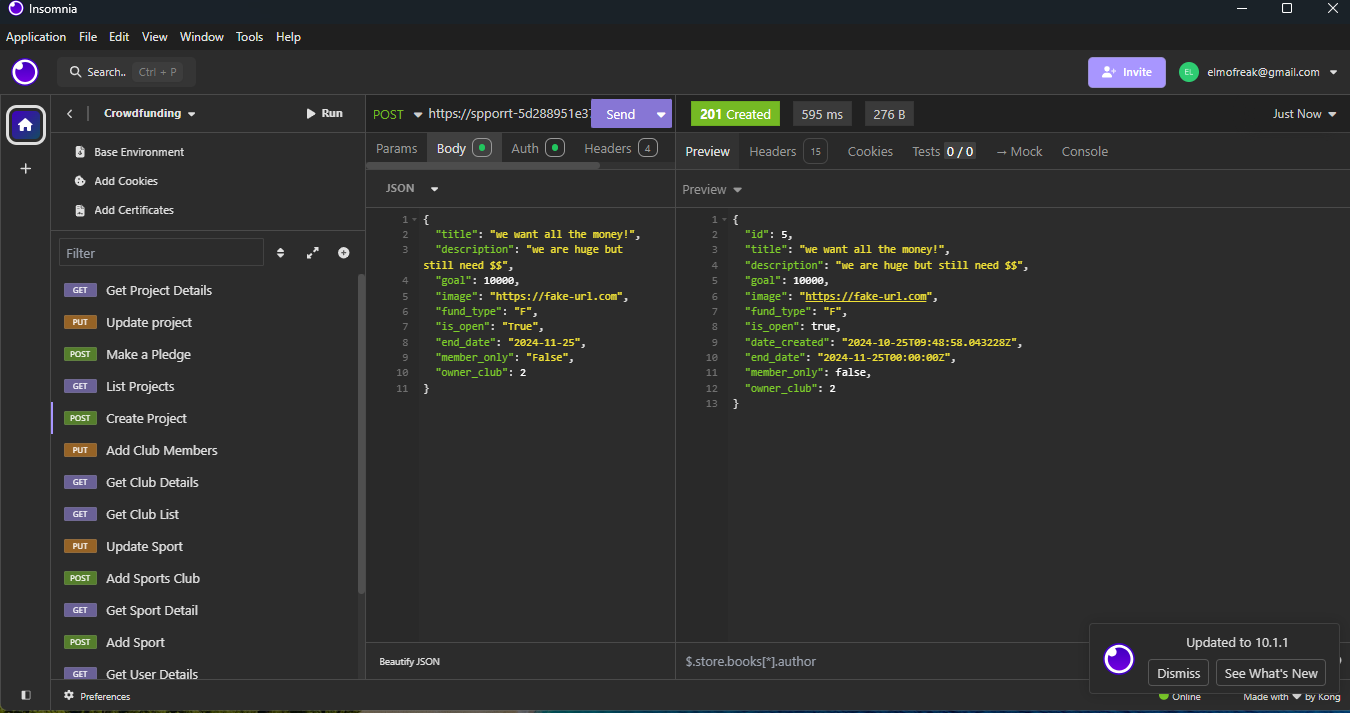 Insomnia
Application File Edit View Window Tools Help
Search.. Ctrl + P
Invite
EL
elmofreak@gmail.com
Crowdfunding
Run
Base Environment
Add Cookies
Add Certificates
Filter
GET Get Project Details
PUT Update project
POST Make a Pledge
GET List Projects
POST Create Project
PUT Add Club Members
GET Get Club Details
GET Get Club List
PUT Update Sport
POST Add Sports Club
GET Get Sport Detail
POST Add Sport
GET Get User Details
Preferences
POST https://spporrt-5d288951e37 Send
Params Body Auth Headers 4
JSON
1 {
2 "title": "we want all the money!",
3 "description": "we are huge but
still need $$",
4 "goal": 10000,
5 "image": "https://fake-url.com",
6 "fund_type": "F",
7 "is_open": "True",
8 "end_date": "2024-11-25",
9 "member_only": "False",
10 "owner_club": 2
11 }
Beautify JSON
201 Created 595 ms 276 B
Just Now
Preview Headers 15 Cookies Tests 0 / 0 → Mock Console
Preview
1 {
2 "id": 5,
3 "title": "we want all the money!",
4 "description": "we are huge but still need $$",
5 "goal": 10000,
6 "image": "https://fake-url.com",
7 "fund_type": "F",
8 "is_open": true,
9 "date_created": "2024-10-25T09:48:58.043228Z",
10 "end_date": "2024-11-25T00:00:00Z",
11 "member_only": false,
12 "owner_club": 2
13 }
$.store.books[*].author
Updated to 10.1.1
Dismiss See What's New
Online
Made with ❤ by Kong